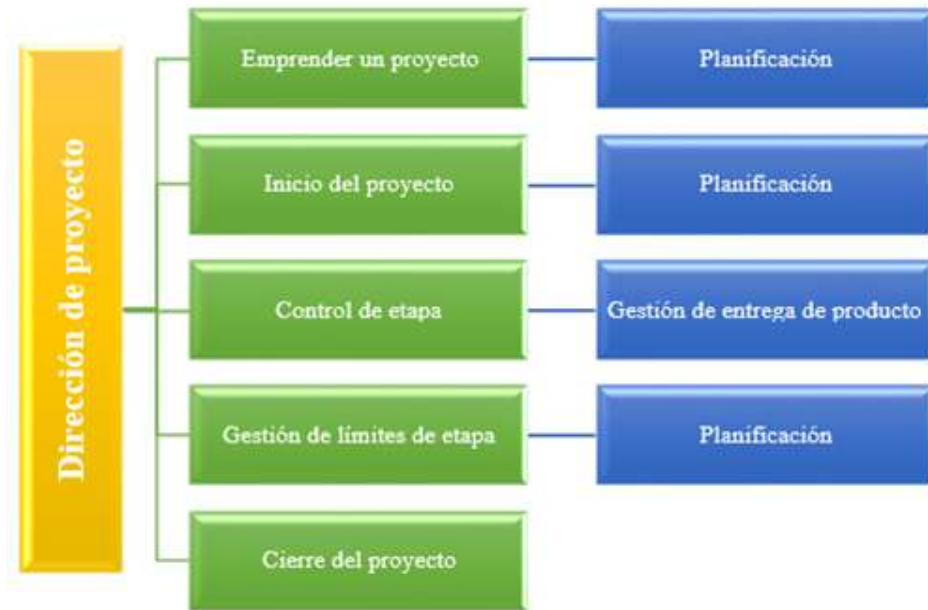 Dirección de proyecto
Emprender un proyecto
Planificación
Inicio del proyecto
Planificación
Control de etapa
Gestión de entrega de producto
Gestión de límites de etapa
Planificación
Cierre del proyecto